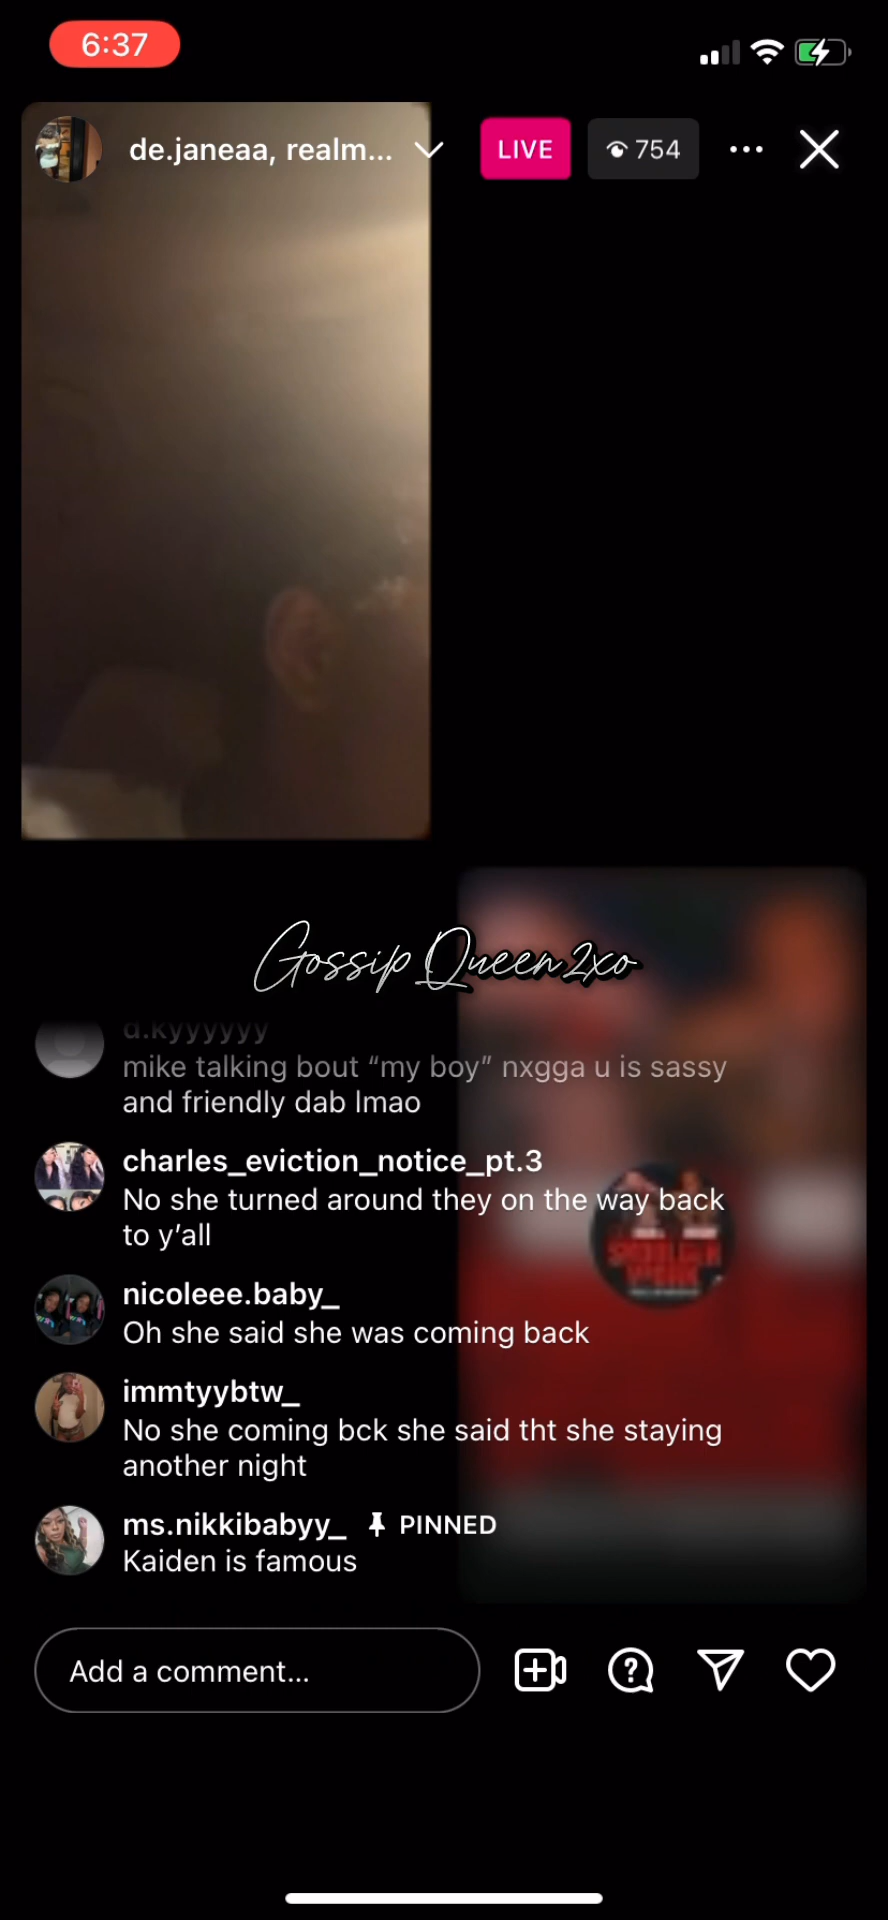 6:37
de.janeaa, realm...
LIVE
754
Gossip Queen 2xo
d.kyyyyyy
mike talking bout “my boy” nxgga u is sassy
and friendly dab lmao
charles_eviction_notice_pt.3
No she turned around they on the way back
to y’all
nicoleee.baby_
Oh she said she was coming back
immtyybtw_
No she coming bck she said tht she staying
another night
ms.nikkibabyy_ PINNED
Kaiden is famous
Add a comment...